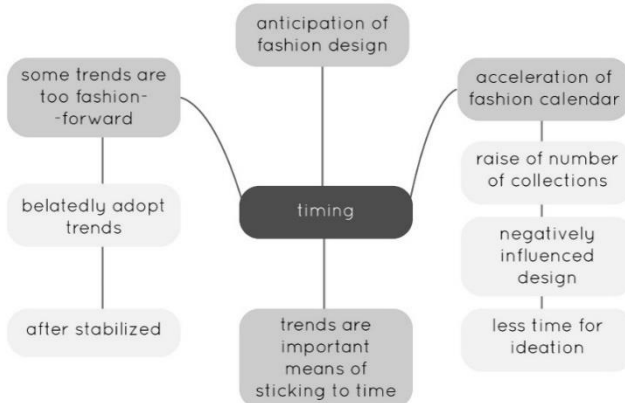 anticipation of
fashion design
some trends are
too fashion-
-forward
acceleration of
fashion calendar
raise of number
of collections
belatedly adopt
trends
timing
negatively
influenced
design
after stabilized
trends are
important
means of
sticking to time
less time for
ideation